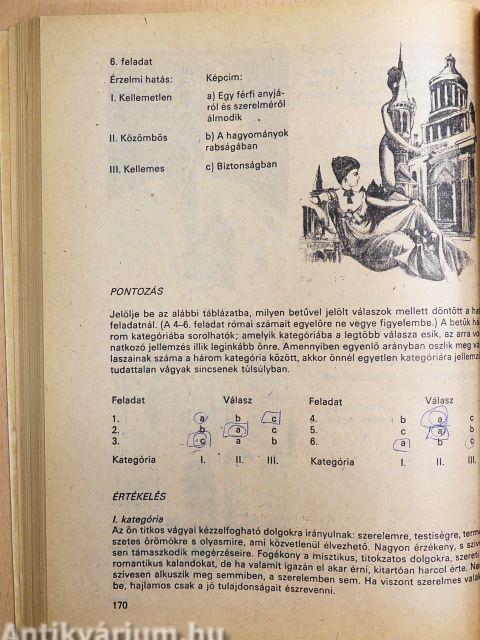 6. feladat
Érzelmi hatás: Képcím:
I. Kellemetlen a) Egy férfi anyjá-
ról és szerelméről
álmodik
II. Közömbös b) A hagyományok
rabságában
III. Kellemes c) Biztonságban
PONTOZÁS
Jelölje be az alábbi táblázatba, milyen betűvel jelölt válaszok mellett döntött a
feladatnál. (A 4–6. feladat római számait egyelőre ne vegye figyelembe.) A betűk
rom kategóriába sorolhatók; amelyik kategóriába a legtöbb válasza esik, az arra
natkozó jellemzés illik leginkább önre. Amennyiben egyenlő arányban oszlik meg
laszainak száma a három kategória között, akkor önnél egyetlen kategóriára
tudattalan vágyak sincsenek túlsúlyban.
Feladat Válasz Feladat Válasz
1. a b c 4. b a c
2. b a c 5. c a b
3. c a b 6. a b c
Kategória I. II. III. Kategória I. II. III.
ÉRTÉKELÉS
I. kategória
Az ön titkos vágyai kézzelfogható dolgokra irányulnak: szerelemre, testiségre,
szetes örömökre s olyasmire, ami közvetlenül élvezhető. Nagyon érzékeny, s
sen támaszkodik megérzéseire. Fogékony a misztikus, titokzatos dolgokra,
romantikus kalandokat, de ha valamit igazán el akar érni, kitartóan harcol érte.
szívesen alkuszik meg semmiben, a szerelemben sem. Ha viszont szerelmes
be, hajlamos csak a jó tulajdonságait észrevenni.
170
Antikvárium.hu